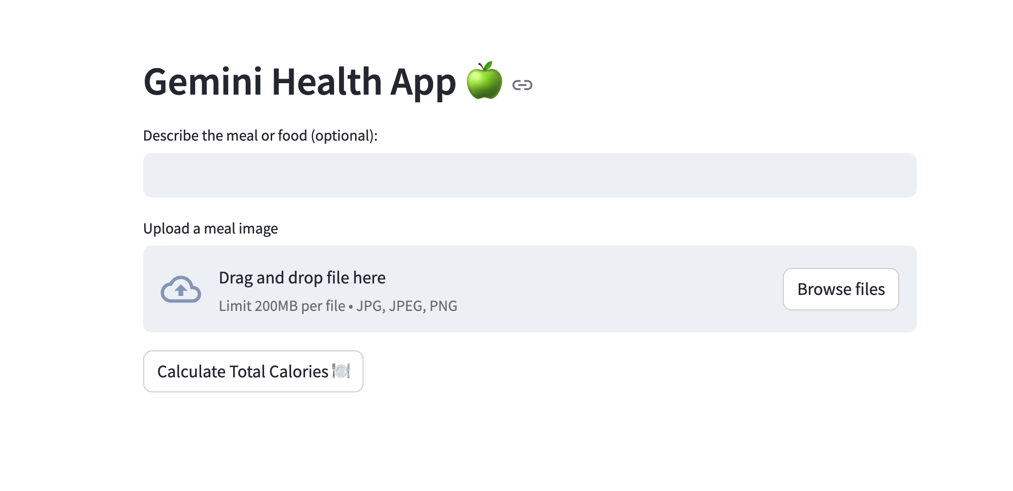 Gemini Health App 🍏
Describe the meal or food (optional):
Upload a meal image
Drag and drop file here
Limit 200MB per file • JPG, JPEG, PNG
Browse files
Calculate Total Calories 🍽️